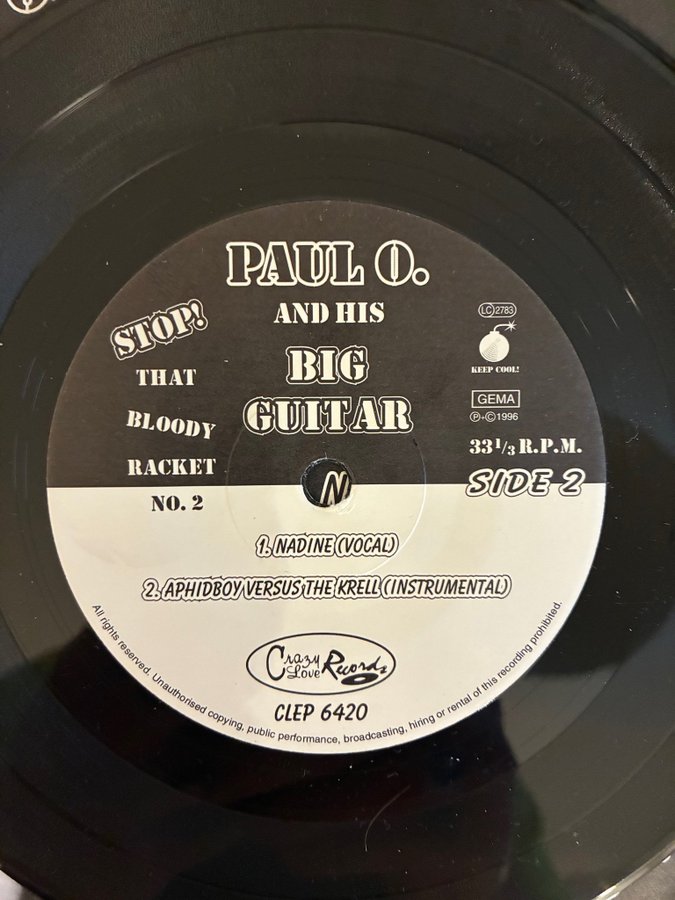 PAUL O.
AND HIS
BIG
GUITAR
STOP!
THAT
BLOODY
RACKET
NO. 2
LC 2783
KEEP COOL!
GEMA
Ⓟ+© 1996
33 1/3 R.P.M.
SIDE 2
1. NADINE (VOCAL)
2. APHIDBOY VERSUS THE KRELL (INSTRUMENTAL)
Crazy Love Records
CLEP 6420
All rights reserved. Unauthorised copying, public performance, broadcasting, hiring or rental of this recording prohibited.